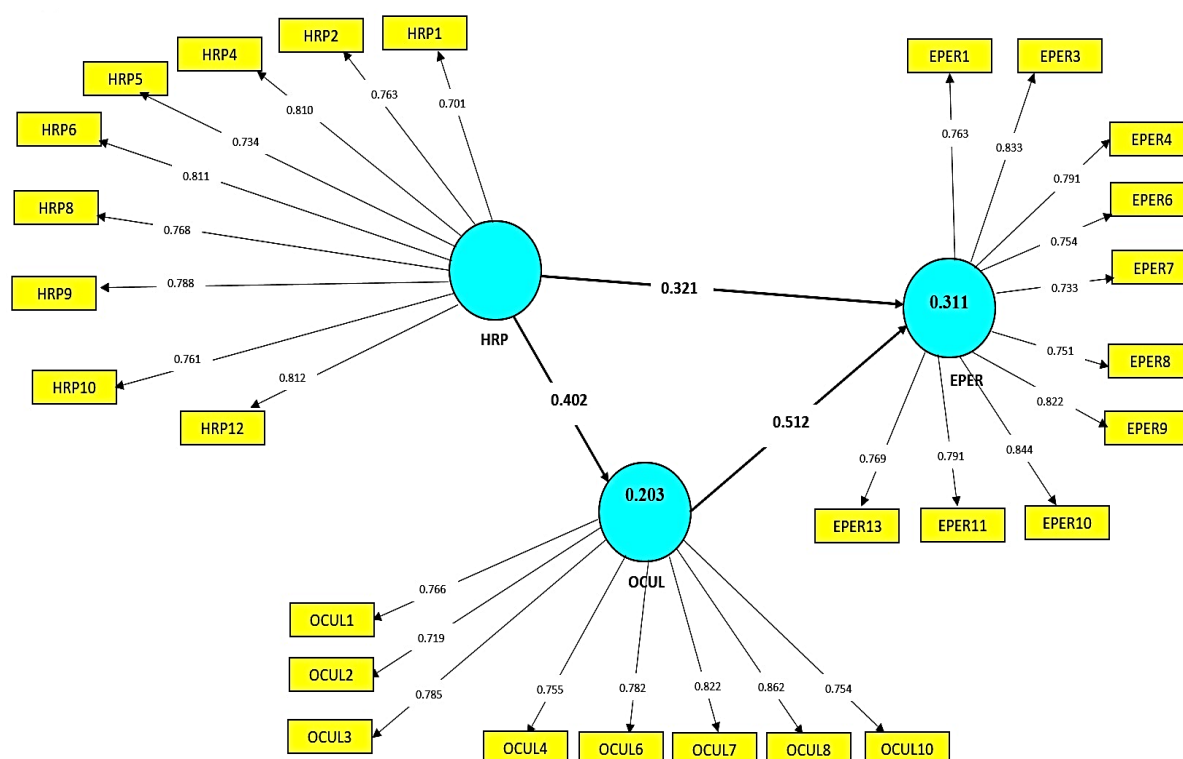 HRP1
HRP2
HRP4
HRP5
HRP6
HRP8
HRP9
HRP10
HRP12
0.701
0.763
0.810
0.734
0.811
0.768
0.788
0.761
0.812
HRP
0.321
0.402
0.512
EPER1
EPER3
EPER4
EPER6
EPER7
EPER8
EPER9
EPER10
EPER11
EPER13
0.763
0.833
0.791
0.754
0.733
0.751
0.822
0.844
0.791
0.769
0.311
EPER
0.203
OCUL
0.766
0.719
0.785
0.755
0.782
0.822
0.862
0.754
OCUL1
OCUL2
OCUL3
OCUL4
OCUL6
OCUL7
OCUL8
OCUL10